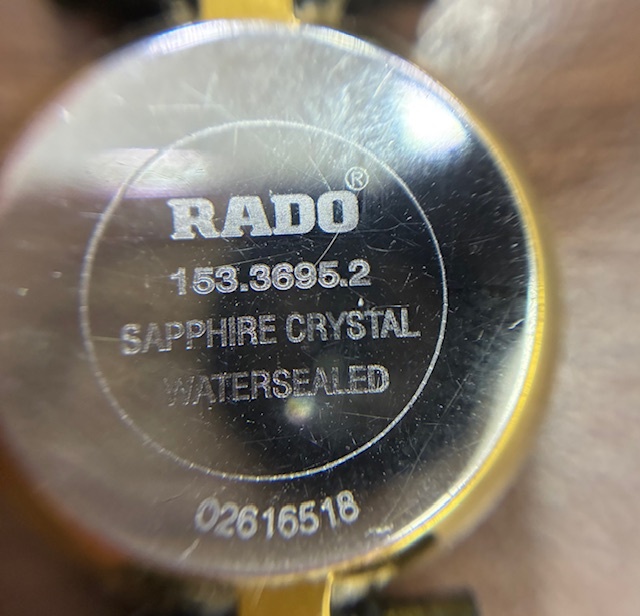 RADO®
153.3695.2
SAPPHIRE CRYSTAL
WATERSEALED
02616518